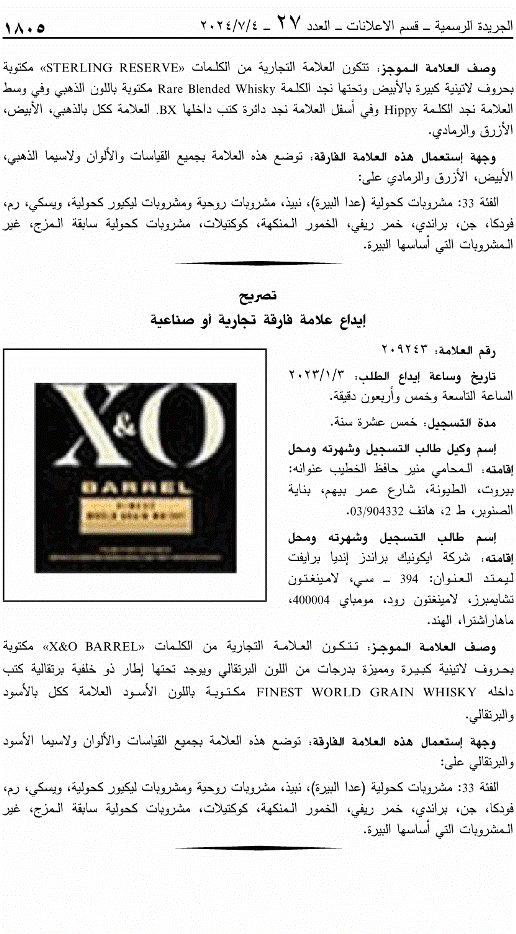 الجريدة الرسمية ــ قسم الاعلانات ــ العدد ٢٧ ــ ٢٠٢٤/٧/٤ ١٨٠٥
وصف العلامة الموجز: تتكون العلامة التجارية من الكلمات «STERLING RESERVE» مكتوبة
بحروف لاتينية كبيرة بالأبيض وتحتها نجد الكلمة Rare Blended Whisky مكتوبة باللون الذهبي وفي وسط
العلامة نجد الكلمة Hippy وفي أسفل العلامة نجد دائرة كتب داخلها BX. العلامة ككل بالذهبي، الأبيض،
الأزرق والرمادي.
وجهة إستعمال هذه العلامة الفارقة: توضع هذه العلامة بجميع القياسات والألوان ولاسيما الذهبي،
الأبيض، الأزرق والرمادي على:
الفئة 33: مشروبات كحولية (عدا البيرة)، نبيذ، مشروبات روحية ومشروبات ليكيور كحولية، ويسكي، رم،
فودكا، جن، براندي، خمر ريفي، الخمور المنكهة، كوكتيلات، مشروبات كحولية سابقة المزج، غير
المشروبات التي أساسها البيرة.
تصريح
إيداع علامة فارقة تجارية أو صناعية
رقم العلامة: ٢٠٩٢٤٣
تاريخ وساعة إيداع الطلب: ٢٠٢٣/١/٣
الساعة التاسعة وخمس وأربعون دقيقة.
مدة التسجيل: خمس عشرة سنة.
إسم وكيل طالب التسجيل وشهرته ومحل
إقامته: المحامي منير حافظ الخطيب عنوانه:
بيروت، الطيونة، شارع عمر بيهم، بناية
الصنوبر، ط 2، هاتف 03/904332.
إسم طالب التسجيل وشهرته ومحل
إقامته: شركة ايكونيك براندز إنديا برايفت
ليمتد العنوان: 394 ــ سي، لامينغتون
تشايمبرز، لامينغتون رود، مومباي 400004،
ماهاراشترا، الهند.
X&O
BARREL
FINEST
WORLD GRAIN WHISKY
وصف العلامة الموجز: تتكون العلامة التجارية من الكلمات «X&O BARREL» مكتوبة
بحروف لاتينية كبيرة ومميزة بدرجات من اللون البرتقالي ويوجد تحتها إطار ذو خلفية برتقالية كتب
داخله FINEST WORLD GRAIN WHISKY مكتوبة باللون الأسود العلامة ككل بالأسود
والبرتقالي.
وجهة إستعمال هذه العلامة الفارقة: توضع هذه العلامة بجميع القياسات والألوان ولاسيما الأسود
والبرتقالي على:
الفئة 33: مشروبات كحولية (عدا البيرة)، نبيذ، مشروبات روحية ومشروبات ليكيور كحولية، ويسكي، رم،
فودكا، جن، براندي، خمر ريفي، الخمور المنكهة، كوكتيلات، مشروبات كحولية سابقة المزج، غير
المشروبات التي أساسها البيرة.